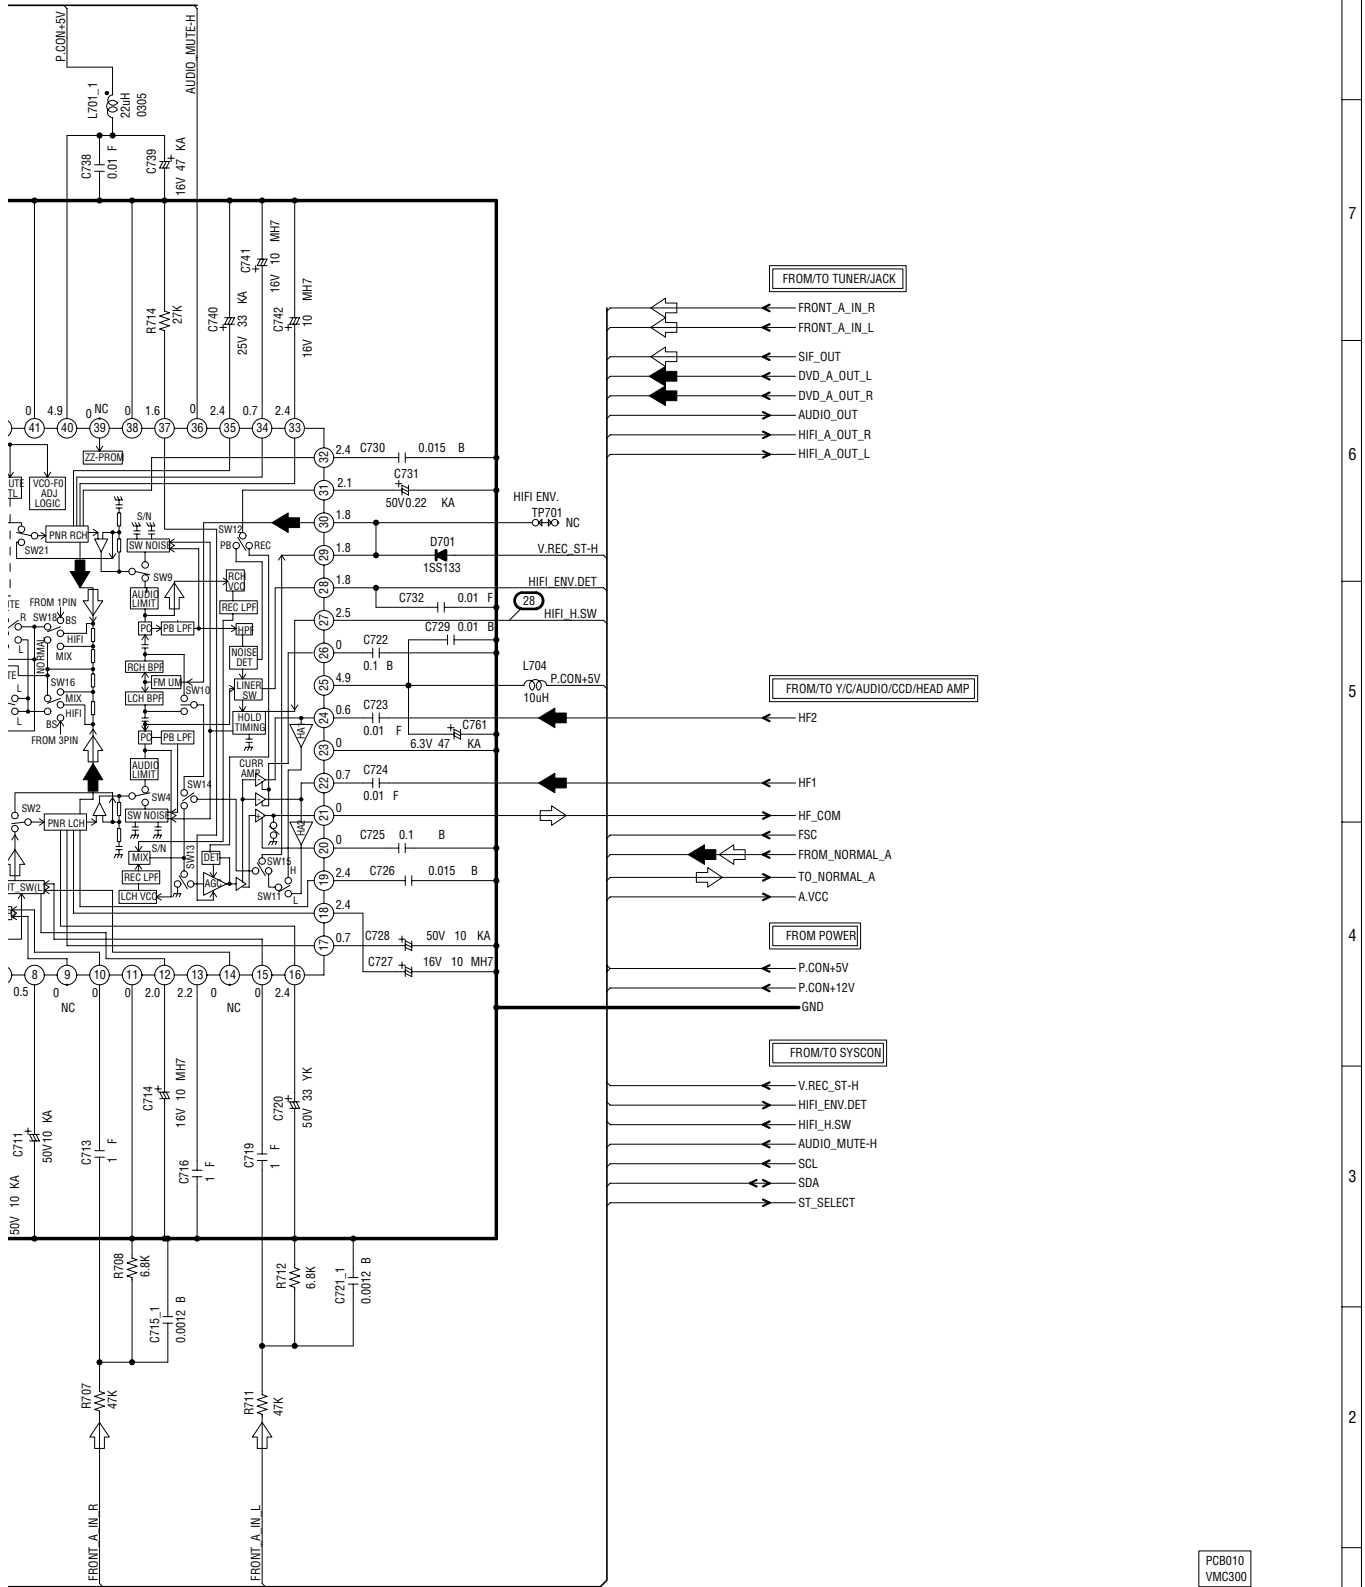 P.CON+5V
AUDIO_MUTE-H
L701_1
22uH
0305
C738
0.01 F
C739
16V 47 KA
7
R714
27K
C740
25V 33 KA
C741
16V 10 MH7
C742
16V 10 MH7
FROM/TO TUNER/JACK
FRONT_A_IN_R
FRONT_A_IN_L
SIF_OUT
DVD_A_OUT_L
DVD_A_OUT_R
AUDIO_OUT
HIFI_A_OUT_R
HIFI_A_OUT_L
0 4.9 0 NC 0 1.6 0 2.4 0.7 2.4
41 40 39 38 37 36 35 34 33
6
ZZ-PROM
32 2.4 C730 0.015 B
31 2.1 C731
50V0.22 KA
VCO-F0
ADJ
LOGIC
UTE
TL
HIFI ENV.
TP701
NC
30 1.8
S/N
SW12
PNR RCH
SW21
SW NOISE
PB REC
29 1.8 D701
1SS133
V.REC_ST-H
SW9
RCH
VCO
28 1.8 HIFI_ENV.DET
AUDIO
LIMIT
REC LPF
C732 0.01 F
28
27 2.5 HIFI_H.SW
TE
FROM 1PIN
R SW18 BS
HIFI
MIX
L
NORMAL
PC PB LPF HPF
NOISE
DET
C729 0.01 B
26 0 C722
0.1 B
RCH BPF
FM UM
LCH BPF
SW10
LINER
SW
25 4.9 L704
10uH
P.CON+5V
FROM/TO Y/C/AUDIO/CCD/HEAD AMP
5
TE
L
L
SW16
MIX
HIFI
BS
FROM 3PIN
HOLD
TIMING
24 0.6 C723
0.01 F
C761
6.3V 47 KA
HF2
HA1
PC PB LPF
23 0
AUDIO
LIMIT
CURR
AMP
SW14
22 0.7 C724
0.01 F
HF1
SW2
SW4
21 0
HF_COM
PNR LCH
SW NOISE
HA2
FSC
S/N
SW13
20 0 C725 0.1 B
FROM_NORMAL_A
MIX
DET
SW15
H
TO_NORMAL_A
REC LPF
AGC
SW11
L
19 2.4 C726 0.015 B
T_SW(L)
LCH VCC
A.VCC
18 2.4
17 0.7 C728 50V 10 KA
C727 16V 10 MH7
FROM POWER
4
P.CON+5V
P.CON+12V
GND
8 9 10 11 12 13 14 15 16
0.5 0 0 0 2.0 2.2 0 0 2.4
NC
NC
FROM/TO SYSCON
V.REC_ST-H
HIFI_ENV.DET
HIFI_H.SW
AUDIO_MUTE-H
SCL
SDA
ST_SELECT
3
50V 10 KA
C711
50V10 KA
C713
1 F
C714
16V 10 MH7
C716
1 F
C719
1 F
C720
50V 33 YK
R708
6.8K
C715_1
0.0012 B
R712
6.8K
C721_1
0.0012 B
R707
47K
R711
47K
2
FRONT_A_IN_R
FRONT_A_IN_L
PCB010
VMC300